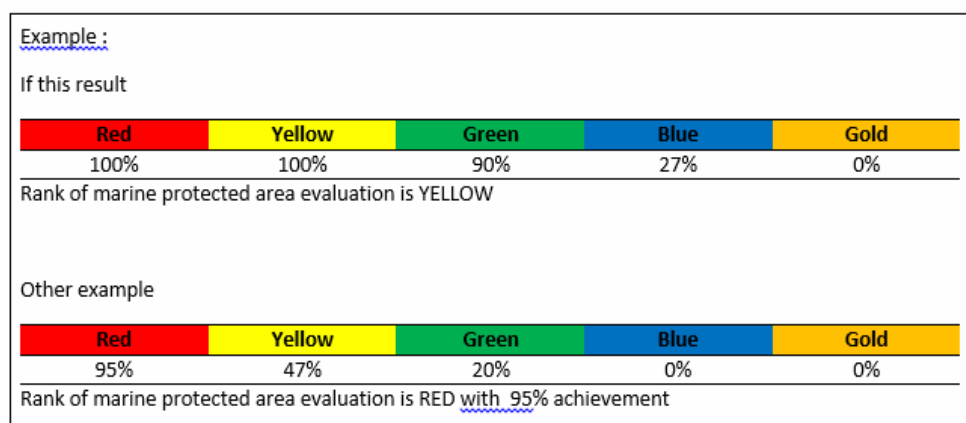 Example :
If this result
Red Yellow Green Blue Gold
100% 100% 90% 27% 0%
Rank of marine protected area evaluation is YELLOW
Other example
Red Yellow Green Blue Gold
95% 47% 20% 0% 0%
Rank of marine protected area evaluation is RED with  95% achievement